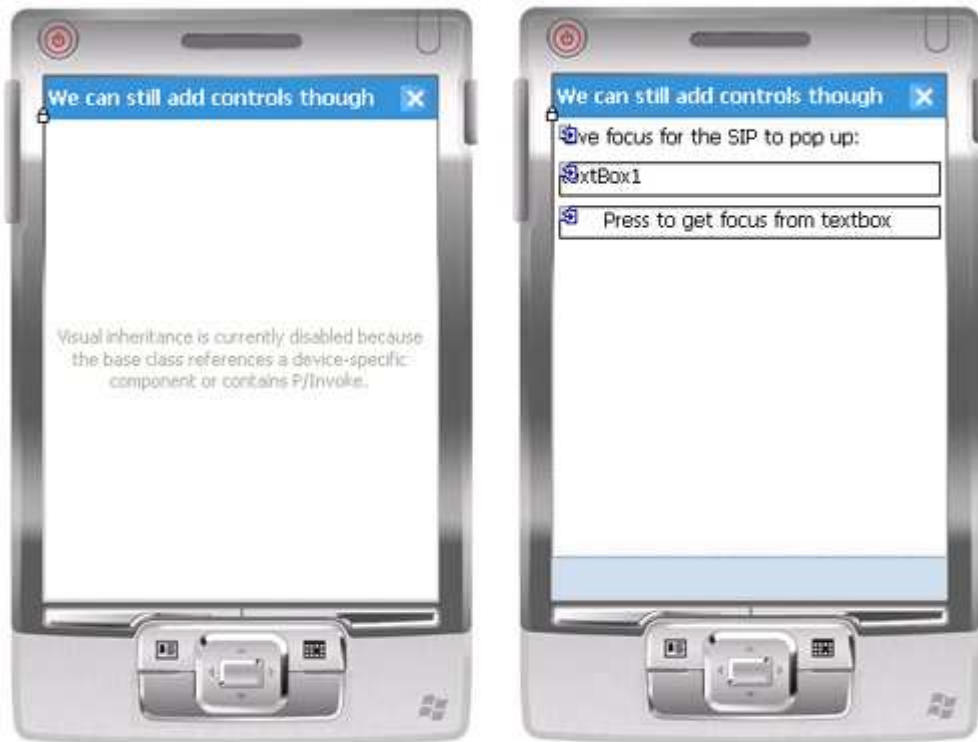 We can still add controls though
Visual inheritance is currently disabled because
the base class references a device-specific
component or contains P/Invoke.
We can still add controls though
ve focus for the SIP to pop up:
extBox1
Press to get focus from textbox